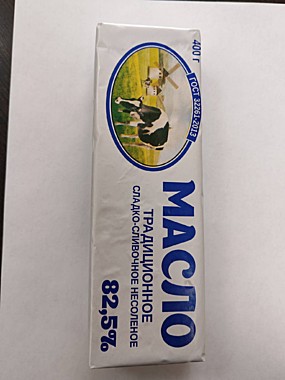 400 г
ГОСТ 32261-2013
МАСЛО
ТРАДИЦИОННОЕ
СЛАДКО-СЛИВОЧНОЕ НЕСОЛЕНОЕ
82,5%